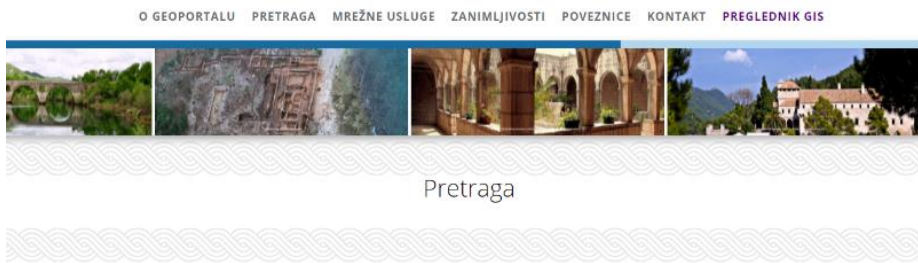 O GEOPORTALU PRETRAGA MREŽNE USLUGE ZANIMLJIVOSTI POVEZNICE KONTAKT PREGLEDNIK GIS
Pretraga